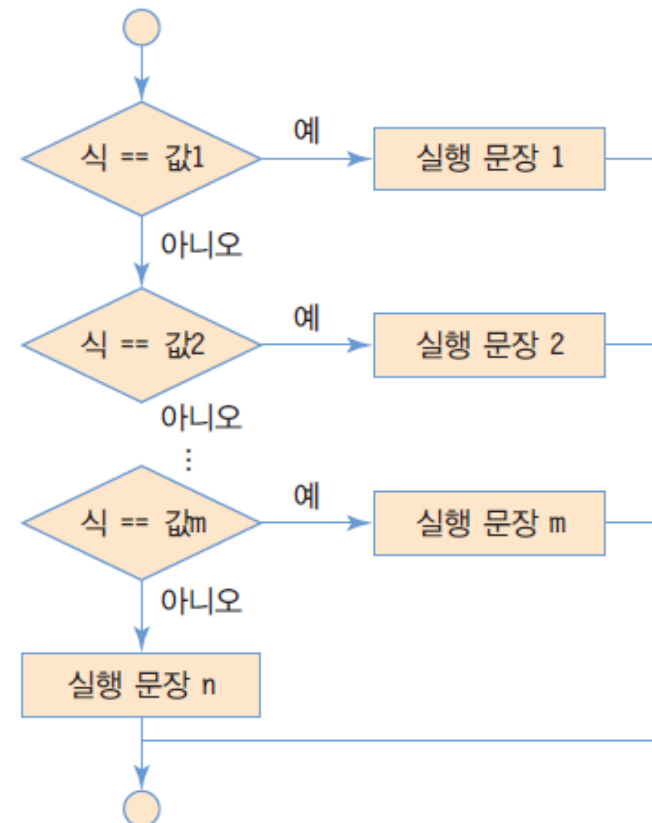 식 == 값1
예
실행 문장 1
아니오
식 == 값2
예
실행 문장 2
아니오
⋮
식 == 값m
예
실행 문장 m
아니오
실행 문장 n